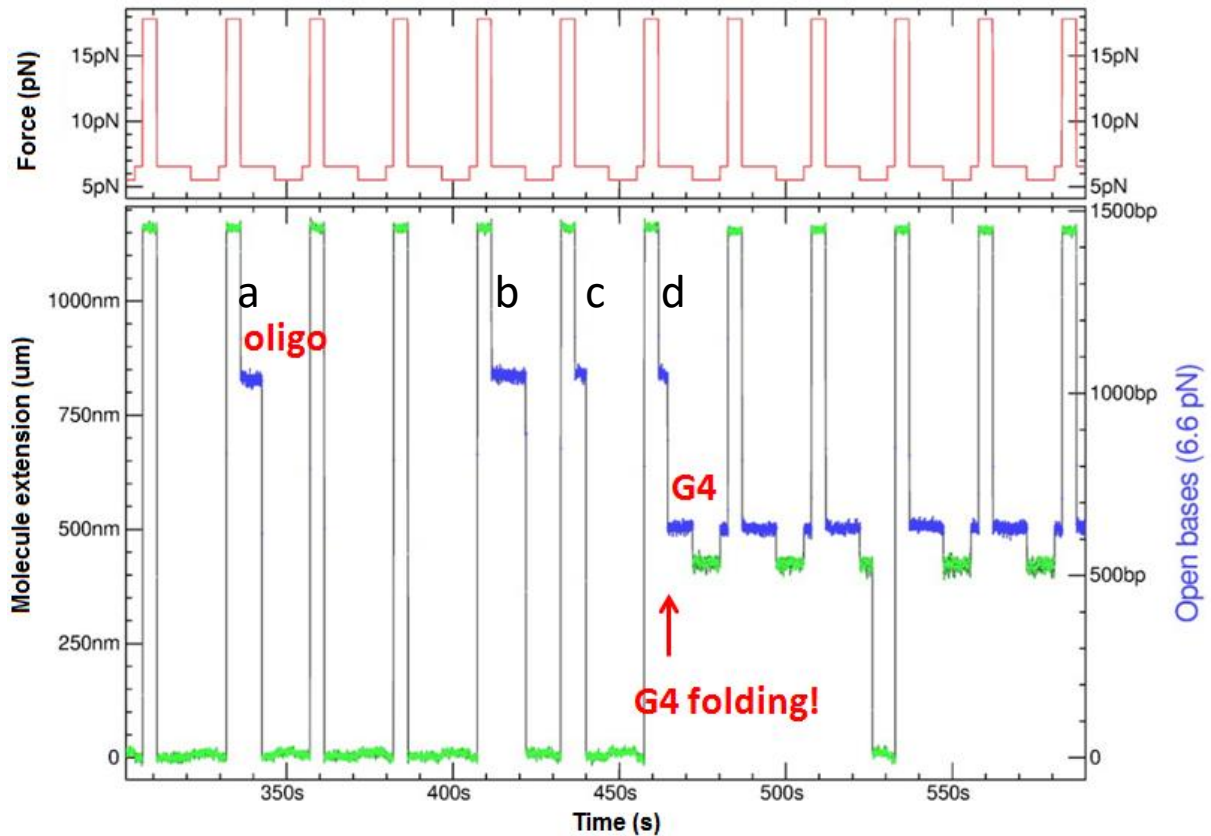 Force (pN)
15pN
10pN
5pN
15pN
10pN
5pN
Molecule extension (um)
1000nm
750nm
500nm
250nm
0
a
b
c
d
oligo
G4
G4 folding!
1500bp
1000bp
500bp
0
Open bases (6.6 pN)
350s
400s
450s
500s
550s
Time (s)